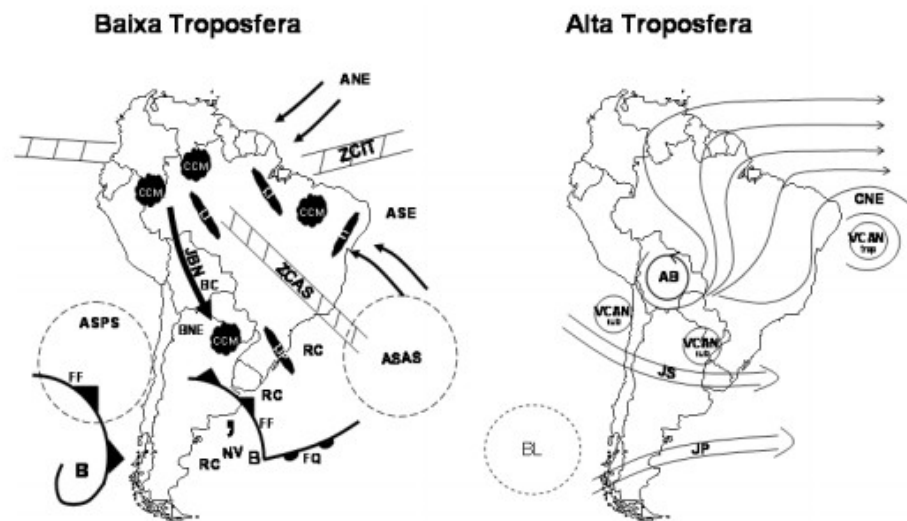 Baixa Troposfera
Alta Troposfera
ANE
ZCIT
CCM
CCM
CCM
ASE
JBN
ZCAS
BC
BNE
CCM
ASPS
RC
ASAS
FF
RC
FF
B
RC
NV
B
FQ
CNE
VCAN
trop
AB
VCAN
sub
VCAN
sub
JS
BL
JP